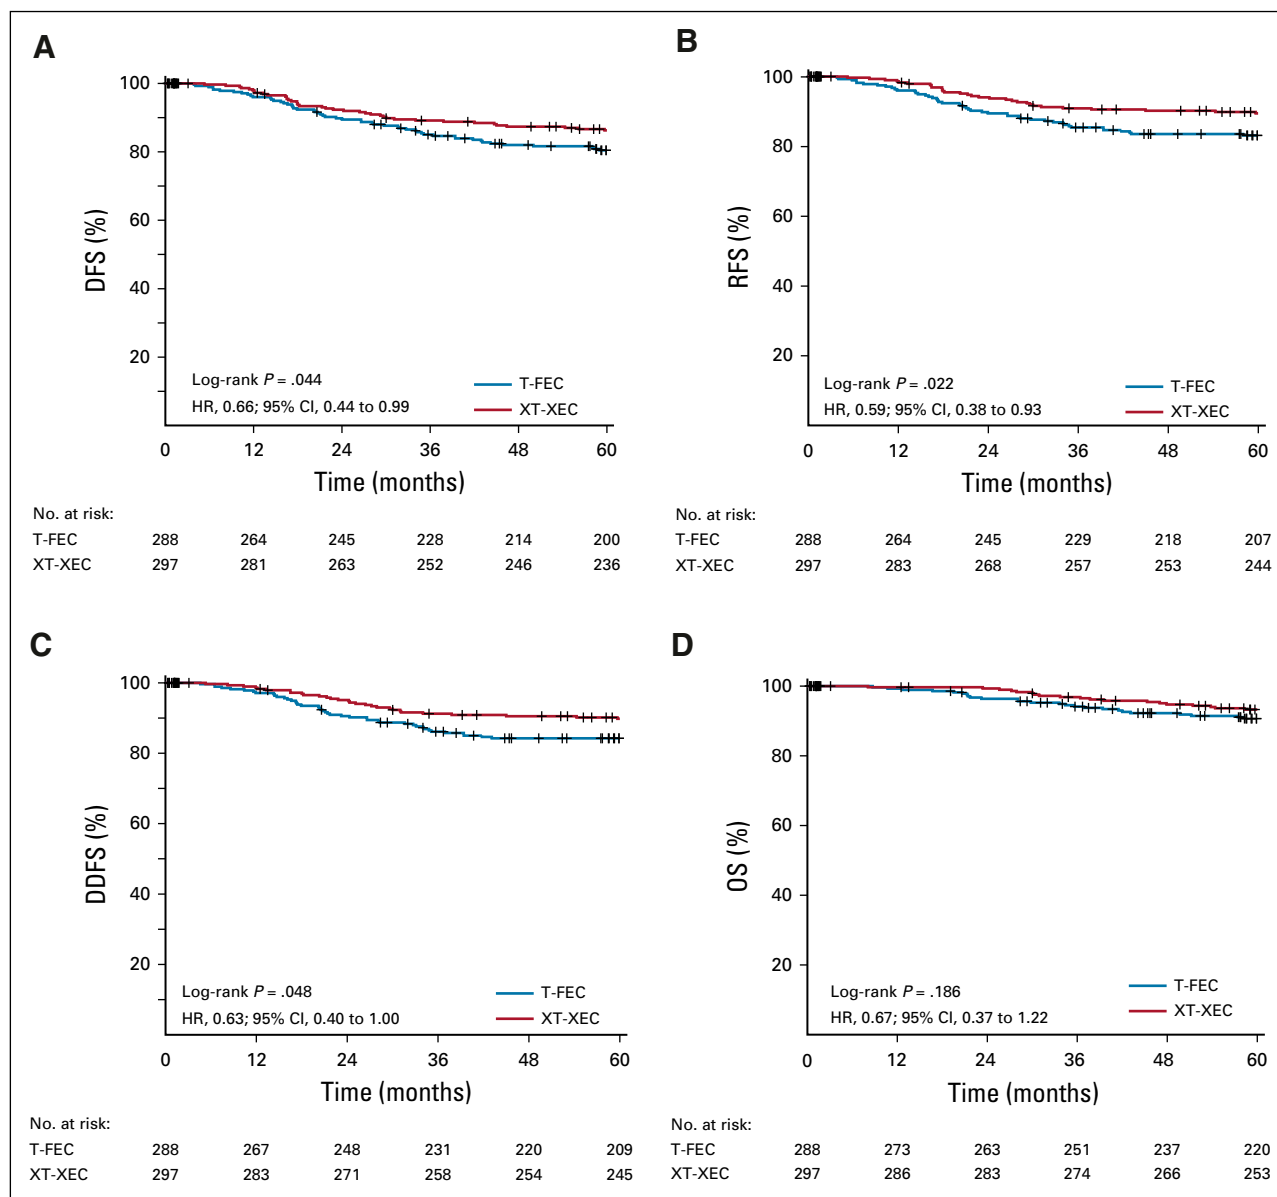 A
100
80
60
40
20
DFS (%)
Log-rank P = .044
HR, 0.66; 95% CI, 0.44 to 0.99
T-FEC
XT-XEC
0 12 24 36 48 60
Time (months)
No. at risk:
T-FEC 288 264 245 228 214 200
XT-XEC 297 281 263 252 246 236
B
100
80
60
40
20
RFS (%)
Log-rank P = .022
HR, 0.59; 95% CI, 0.38 to 0.93
T-FEC
XT-XEC
0 12 24 36 48 60
Time (months)
No. at risk:
T-FEC 288 264 245 229 218 207
XT-XEC 297 283 268 257 253 244
C
100
80
60
40
20
DDFS (%)
Log-rank P = .048
HR, 0.63; 95% CI, 0.40 to 1.00
T-FEC
XT-XEC
0 12 24 36 48 60
Time (months)
No. at risk:
T-FEC 288 267 248 231 220 209
XT-XEC 297 283 271 258 254 245
D
100
80
60
40
20
OS (%)
Log-rank P = .186
HR, 0.67; 95% CI, 0.37 to 1.22
T-FEC
XT-XEC
0 12 24 36 48 60
Time (months)
No. at risk:
T-FEC 288 273 263 251 237 220
XT-XEC 297 286 283 274 266 253